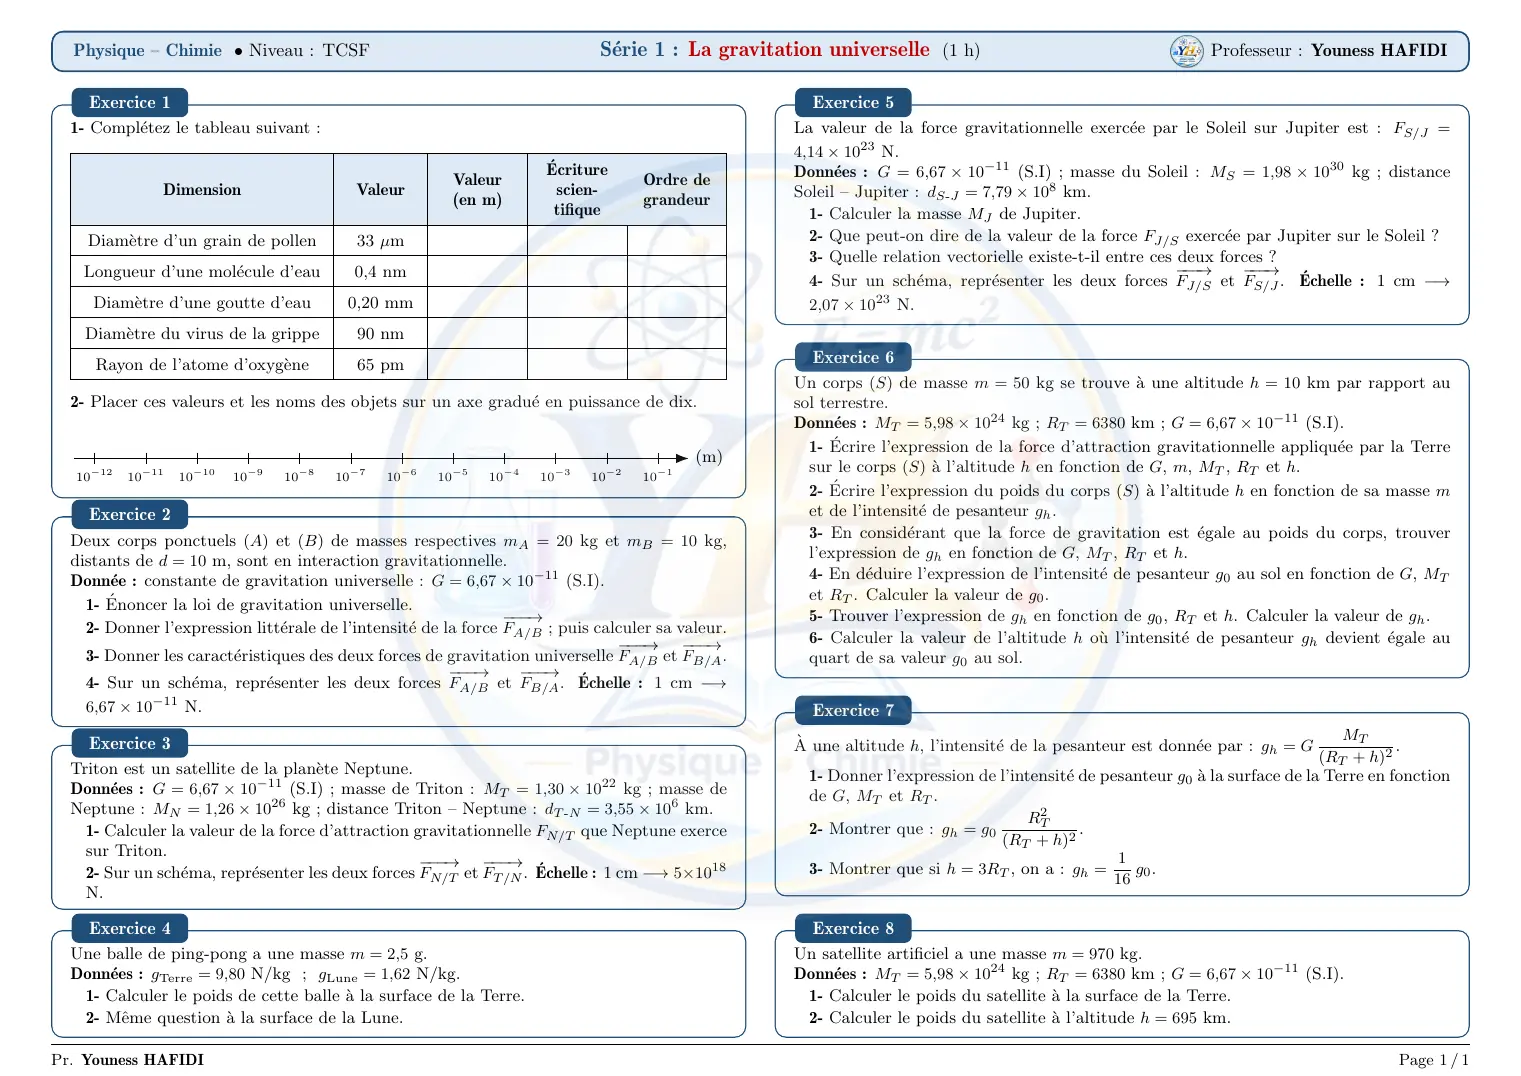 Physique – Chimie • Niveau : TCSF
Série 1 : La gravitation universelle (1 h)
Professeur : Youness HAFIDI
Exercice 1
1- Complétez le tableau suivant :
Dimension | Valeur | Valeur (en m) | Écriture scien-tifique | Ordre de grandeur
Diamètre d'un grain de pollen | 33 μm
Longueur d'une molécule d'eau | 0,4 nm
Diamètre d'une goutte d'eau | 0,20 mm
Diamètre du virus de la grippe | 90 nm
Rayon de l'atome d'oxygène | 65 pm
2- Placer ces valeurs et les noms des objets sur un axe gradué en puissance de dix.
(m)
10⁻¹² 10⁻¹¹ 10⁻¹⁰ 10⁻⁹ 10⁻⁸ 10⁻⁷ 10⁻⁶ 10⁻⁵ 10⁻⁴ 10⁻³ 10⁻² 10⁻¹
Exercice 2
Deux corps ponctuels (A) et (B) de masses respectives m_A = 20 kg et m_B = 10 kg,
distants de d = 10 m, sont en interaction gravitationnelle.
Donnée : constante de gravitation universelle : G = 6,67 × 10⁻¹¹ (S.I).
1- Énoncer la loi de gravitation universelle.
2- Donner l'expression littérale de l'intensité de la force F_A/B ; puis calculer sa valeur.
3- Donner les caractéristiques des deux forces de gravitation universelle F_A/B et F_B/A.
4- Sur un schéma, représenter les deux forces F_A/B et F_B/A. Échelle : 1 cm ⟶
6,67 × 10⁻¹¹ N.
Exercice 3
Triton est un satellite de la planète Neptune.
Données : G = 6,67 × 10⁻¹¹ (S.I) ; masse de Triton : M_T = 1,30 × 10²² kg ; masse de
Neptune : M_N = 1,26 × 10²⁶ kg ; distance Triton – Neptune : d_T-N = 3,55 × 10⁶ km.
1- Calculer la valeur de la force d'attraction gravitationnelle F_N/T que Neptune exerce
sur Triton.
2- Sur un schéma, représenter les deux forces F_N/T et F_T/N. Échelle : 1 cm ⟶ 5×10¹⁸
N.
Exercice 4
Une balle de ping-pong a une masse m = 2,5 g.
Données : g_Terre = 9,80 N/kg ; g_Lune = 1,62 N/kg.
1- Calculer le poids de cette balle à la surface de la Terre.
2- Même question à la surface de la Lune.
Exercice 5
La valeur de la force gravitationnelle exercée par le Soleil sur Jupiter est : F_S/J =
4,14 × 10²³ N.
Données : G = 6,67 × 10⁻¹¹ (S.I) ; masse du Soleil : M_S = 1,98 × 10³⁰ kg ; distance
Soleil – Jupiter : d_S-J = 7,79 × 10⁸ km.
1- Calculer la masse M_J de Jupiter.
2- Que peut-on dire de la valeur de la force F_J/S exercée par Jupiter sur le Soleil ?
3- Quelle relation vectorielle existe-t-il entre ces deux forces ?
4- Sur un schéma, représenter les deux forces F_J/S et F_S/J. Échelle : 1 cm ⟶
2,07 × 10²³ N.
Exercice 6
Un corps (S) de masse m = 50 kg se trouve à une altitude h = 10 km par rapport au
sol terrestre.
Données : M_T = 5,98 × 10²⁴ kg ; R_T = 6380 km ; G = 6,67 × 10⁻¹¹ (S.I).
1- Écrire l'expression de la force d'attraction gravitationnelle appliquée par la Terre
sur le corps (S) à l'altitude h en fonction de G, m, M_T, R_T et h.
2- Écrire l'expression du poids du corps (S) à l'altitude h en fonction de sa masse m
et de l'intensité de pesanteur g_h.
3- En considérant que la force de gravitation est égale au poids du corps, trouver
l'expression de g_h en fonction de G, M_T, R_T et h.
4- En déduire l'expression de l'intensité de pesanteur g_0 au sol en fonction de G, M_T
et R_T. Calculer la valeur de g_0.
5- Trouver l'expression de g_h en fonction de g_0, R_T et h. Calculer la valeur de g_h.
6- Calculer la valeur de l'altitude h où l'intensité de pesanteur g_h devient égale au
quart de sa valeur g_0 au sol.
Exercice 7
À une altitude h, l'intensité de la pesanteur est donnée par : g_h = G M_T / (R_T + h)².
1- Donner l'expression de l'intensité de pesanteur g_0 à la surface de la Terre en fonction
de G, M_T et R_T.
2- Montrer que : g_h = g_0 R_T² / (R_T + h)².
3- Montrer que si h = 3R_T, on a : g_h = 1/16 g_0.
Exercice 8
Un satellite artificiel a une masse m = 970 kg.
Données : M_T = 5,98 × 10²⁴ kg ; R_T = 6380 km ; G = 6,67 × 10⁻¹¹ (S.I).
1- Calculer le poids du satellite à la surface de la Terre.
2- Calculer le poids du satellite à l'altitude h = 695 km.
E=mc²
YH
Physique · Chimie
Pr. Youness HAFIDI
Page 1 / 1